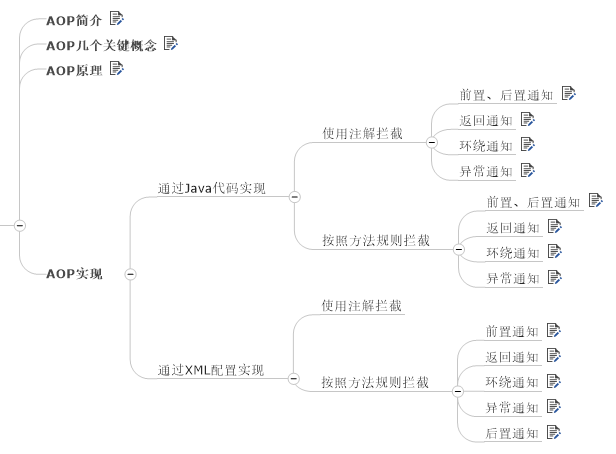 AOP简介
AOP几个关键概念
AOP原理
AOP实现
通过Java代码实现
使用注解拦截
前置、后置通知
返回通知
环绕通知
异常通知
按照方法规则拦截
前置、后置通知
返回通知
环绕通知
异常通知
通过XML配置实现
使用注解拦截
按照方法规则拦截
前置通知
返回通知
环绕通知
异常通知
后置通知